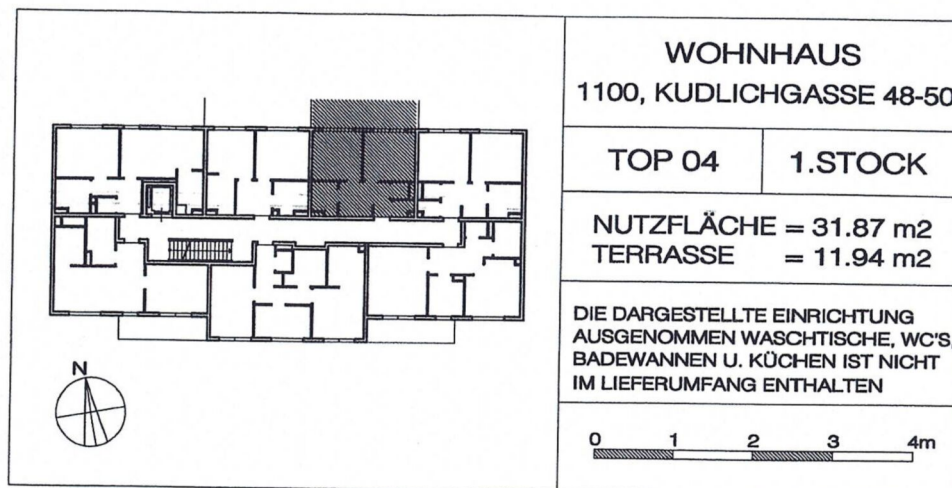 WOHNHAUS
1100, KUDLICHGASSE 48-50
TOP 04
1.STOCK
NUTZFLÄCHE = 31.87 m2
TERRASSE = 11.94 m2
DIE DARGESTELLTE EINRICHTUNG
AUSGENOMMEN WASCHTISCHE, WC'S,
BADEWANNEN U. KÜCHEN IST NICHT
IM LIEFERUMFANG ENTHALTEN
N
0 1 2 3 4m